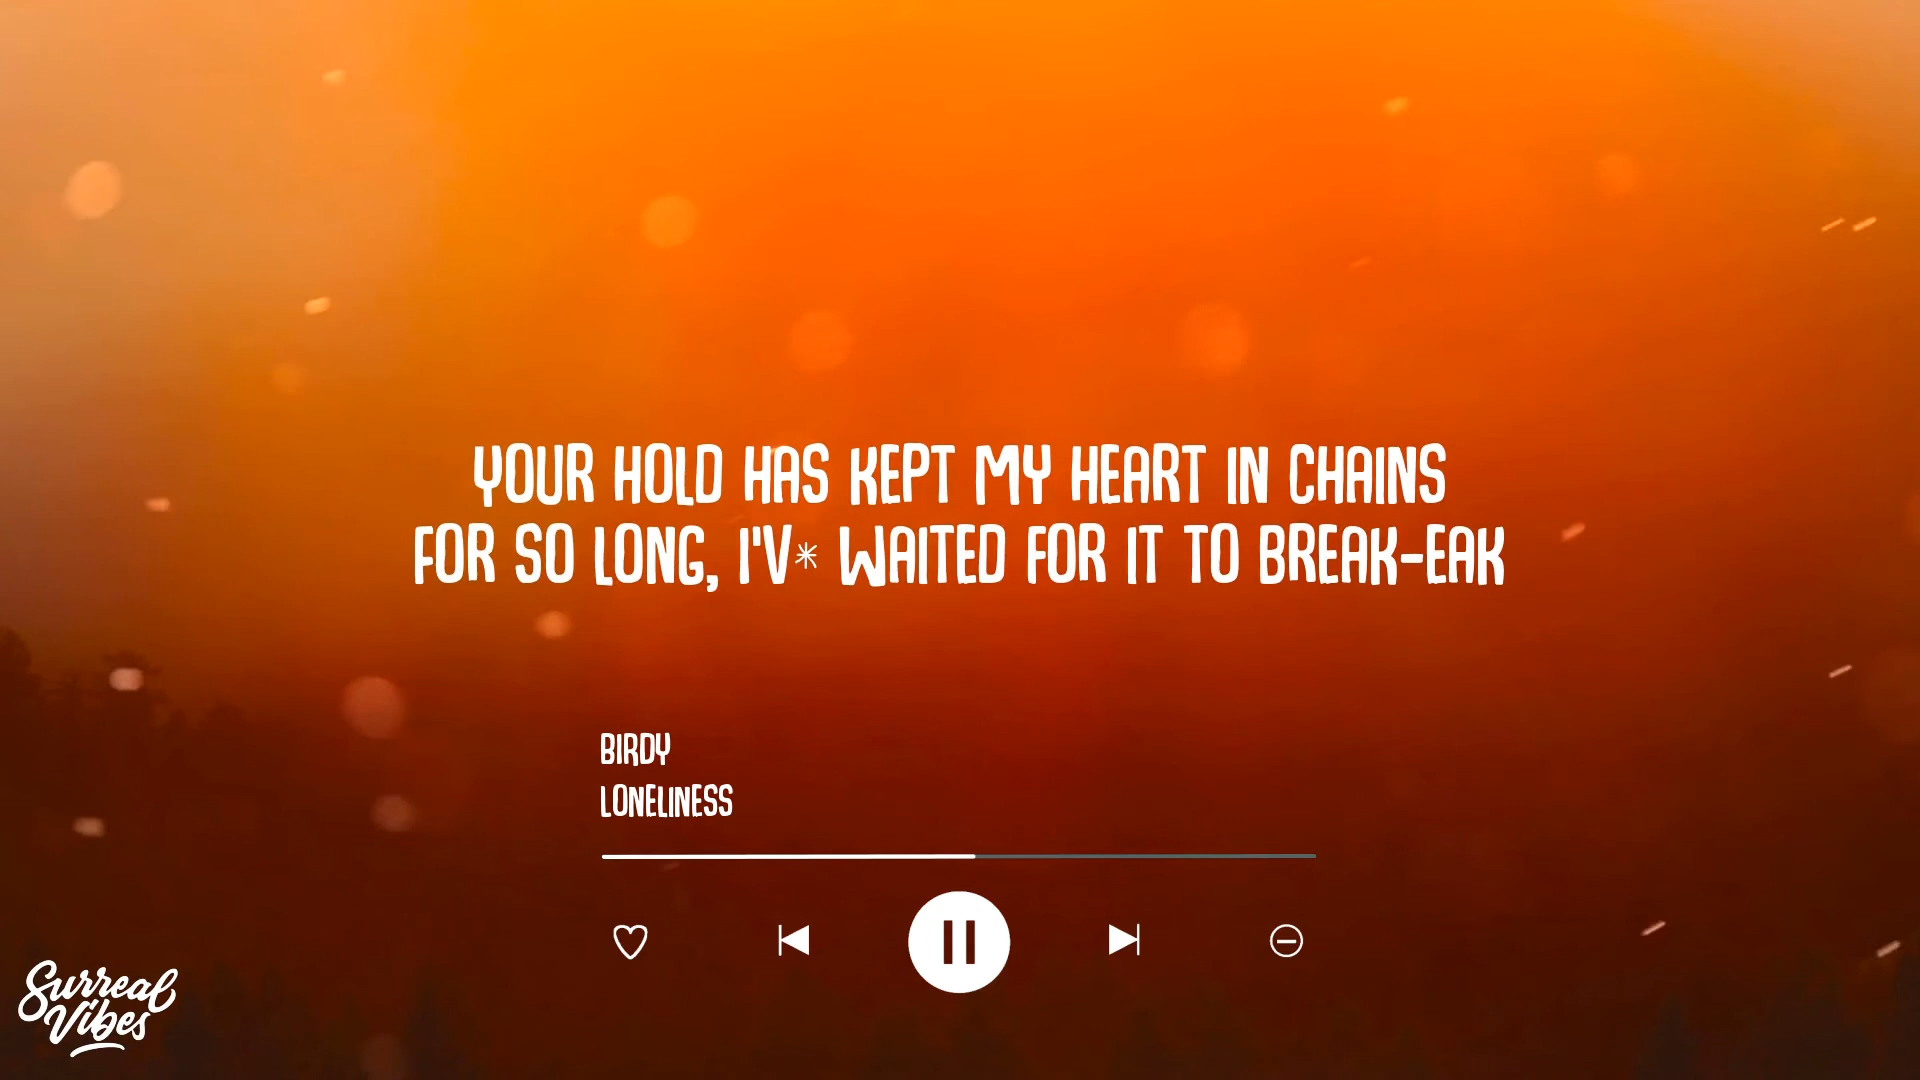 YOUR HOLD HAS KEPT MY HEART IN CHAINS
FOR SO LONG, I'V* WAITED FOR IT TO BREAK-EAK
BIRDY
LONELINESS
Surreal
Vibes